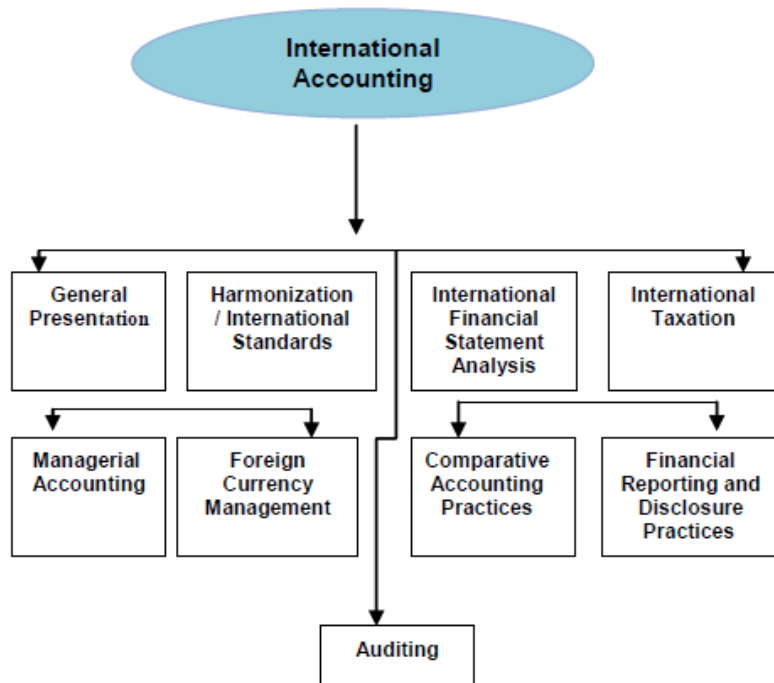 International
Accounting
General
Presentation
Harmonization
/ International
Standards
International
Financial
Statement
Analysis
International
Taxation
Managerial
Accounting
Foreign
Currency
Management
Comparative
Accounting
Practices
Financial
Reporting and
Disclosure
Practices
Auditing